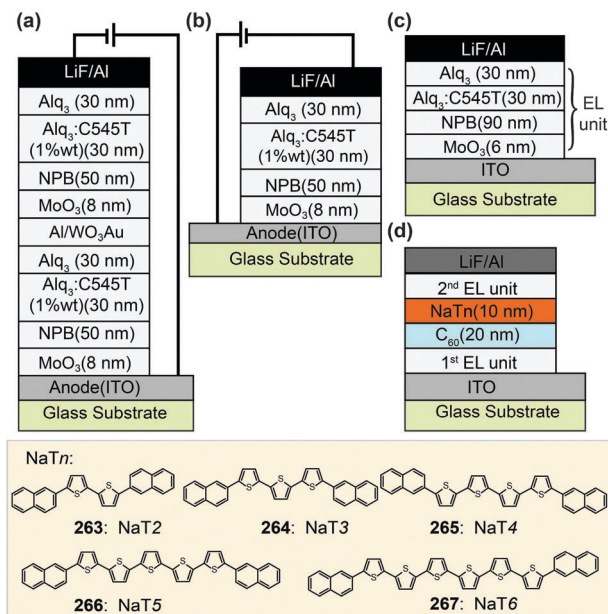 (a)
LiF/Al
Alq₃ (30 nm)
Alq₃:C545T
(1%wt)(30 nm)
NPB(50 nm)
MoO₃(8 nm)
Al/WO₃Au
Alq₃ (30 nm)
Alq₃:C545T
(1%wt)(30 nm)
NPB(50 nm)
MoO₃(8 nm)
Anode(ITO)
Glass Substrate
(b)
LiF/Al
Alq₃ (30 nm)
Alq₃:C545T
(1%wt)(30 nm)
NPB(50 nm)
MoO₃(8 nm)
Anode(ITO)
Glass Substrate
(c)
LiF/Al
Alq₃ (30 nm)
Alq₃:C545T(30 nm)
NPB(90 nm)
MoO₃(6 nm)
EL
unit
ITO
Glass Substrate
(d)
LiF/Al
2ⁿᵈ EL unit
NaTn(10 nm)
C₆₀(20 nm)
1ˢᵗ EL unit
ITO
Glass Substrate
NaTn:
S S
263: NaT2
S S S
264: NaT3
S S S S
265: NaT4
S S S S S
266: NaT5
S S S S S S
267: NaT6